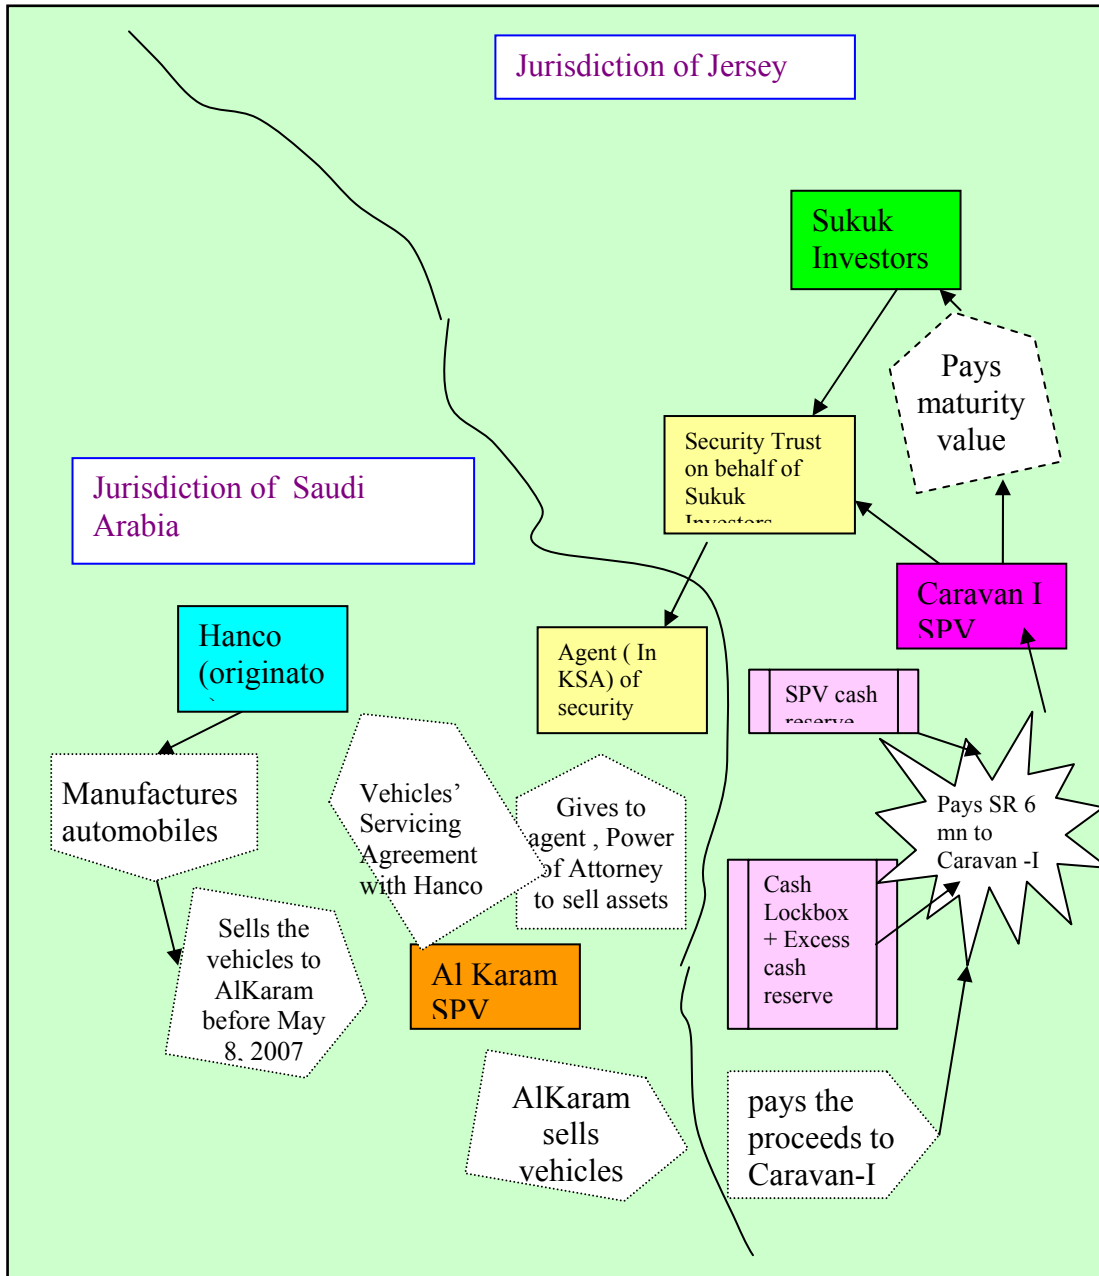 Jurisdiction of Jersey
Sukuk
Investors
Pays
maturity
value
Security Trust
on behalf of
Sukuk
Investors
Jurisdiction of Saudi
Arabia
Caravan I
SPV
Hanco
(originato
Agent ( In
KSA) of
security
SPV cash
reserve
Manufactures
automobiles
Vehicles’
Servicing
Agreement
with Hanco
Gives to
agent , Power
of Attorney
to sell assets
Pays SR 6
mn to
Caravan -I
Cash
Lockbox
+ Excess
cash
reserve
Sells the
vehicles to
AlKaram
before May
8, 2007
Al Karam
SPV
AlKaram
sells
vehicles
pays the
proceeds to
Caravan-I